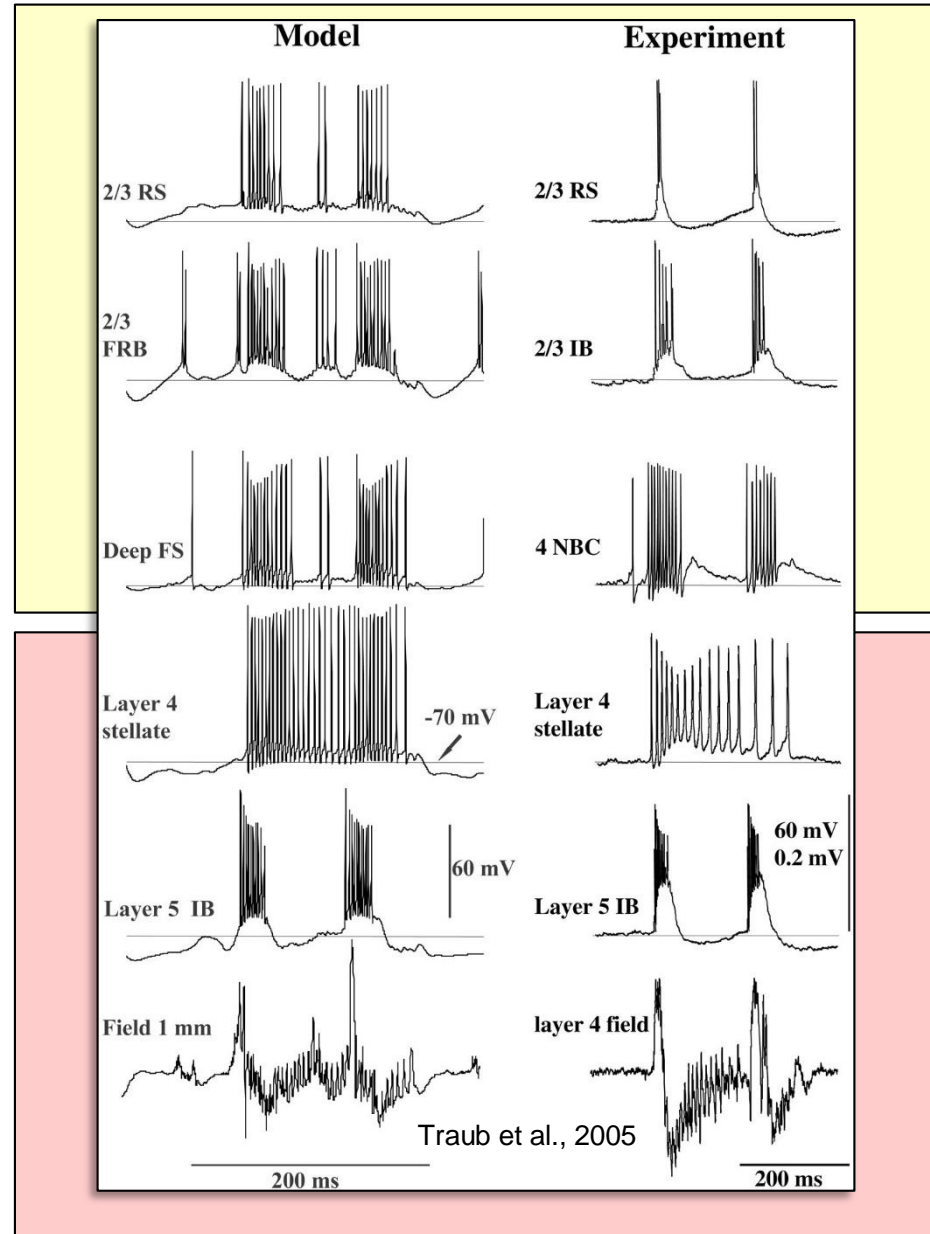 Model
Experiment
2/3 RS
2/3 RS
2/3
FRB
2/3 IB
Deep FS
4 NBC
Layer 4
stellate
-70 mV
Layer 4
stellate
60 mV
60 mV
0.2 mV
Layer 5 IB
Layer 5 IB
Field 1 mm
layer 4 field
Traub et al., 2005
200 ms
200 ms